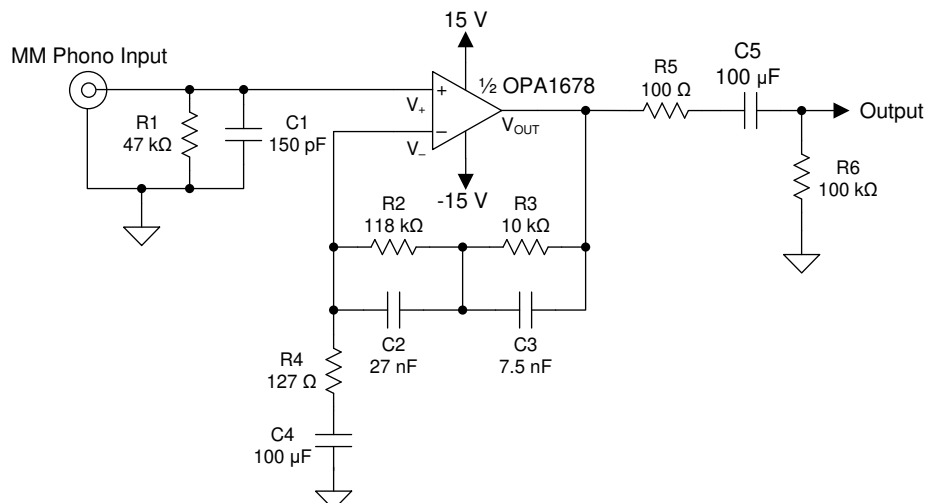 15 V
MM Phono Input
C5
100 µF
R5
100 Ω
½ OPA1678
+
V+
Output
R1
47 kΩ
C1
150 pF
–
V–
VOUT
R6
100 kΩ
-15 V
R2
118 kΩ
R3
10 kΩ
C2
27 nF
C3
7.5 nF
R4
127 Ω
C4
100 µF